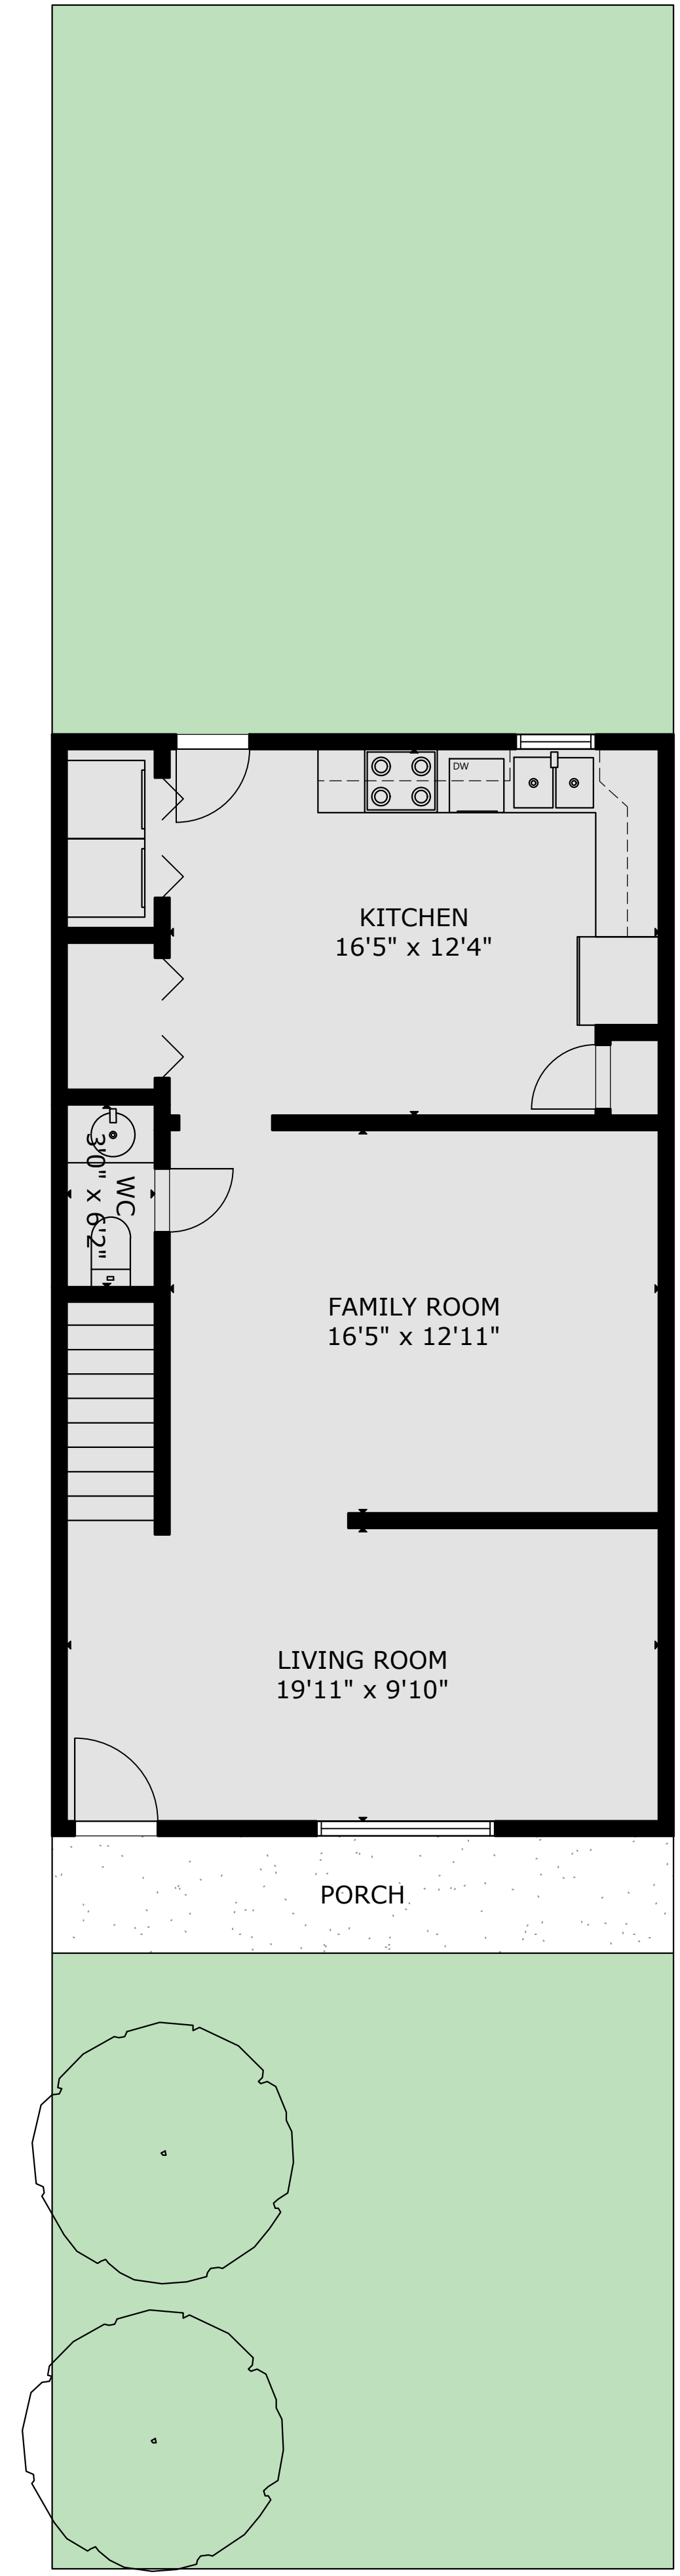 DW
KITCHEN
16'5" x 12'4"
WC
3'0" x 6'2"
FAMILY ROOM
16'5" x 12'11"
LIVING ROOM
19'11" x 9'10"
PORCH